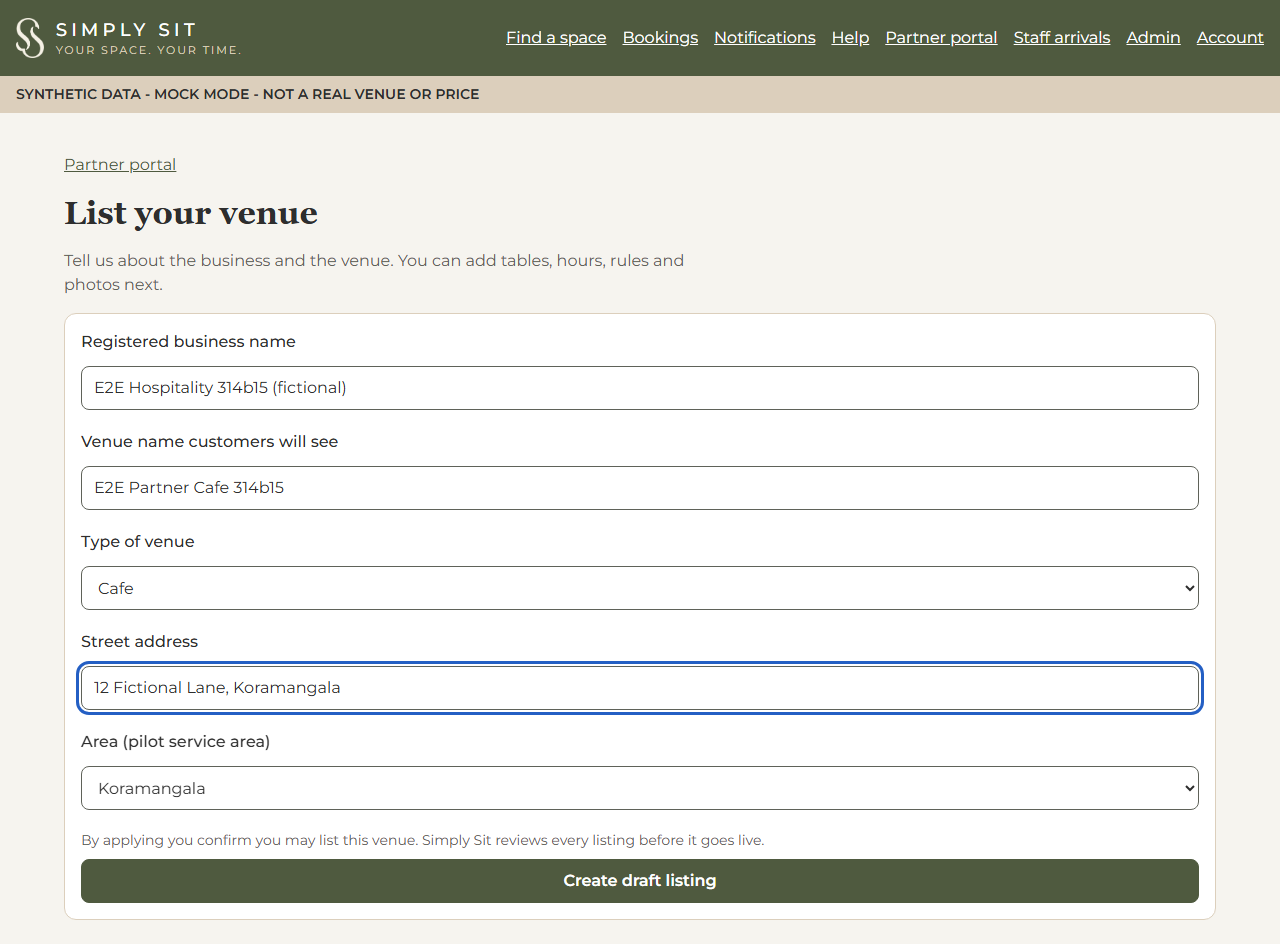 SIMPLY SIT
YOUR SPACE. YOUR TIME.
Find a space Bookings Notifications Help Partner portal Staff arrivals Admin Account
SYNTHETIC DATA - MOCK MODE - NOT A REAL VENUE OR PRICE
Partner portal
List your venue
Tell us about the business and the venue. You can add tables, hours, rules and
photos next.
Registered business name
E2E Hospitality 314b15 (fictional)
Venue name customers will see
E2E Partner Cafe 314b15
Type of venue
Cafe
Street address
12 Fictional Lane, Koramangala
Area (pilot service area)
Koramangala
By applying you confirm you may list this venue. Simply Sit reviews every listing before it goes live.
Create draft listing